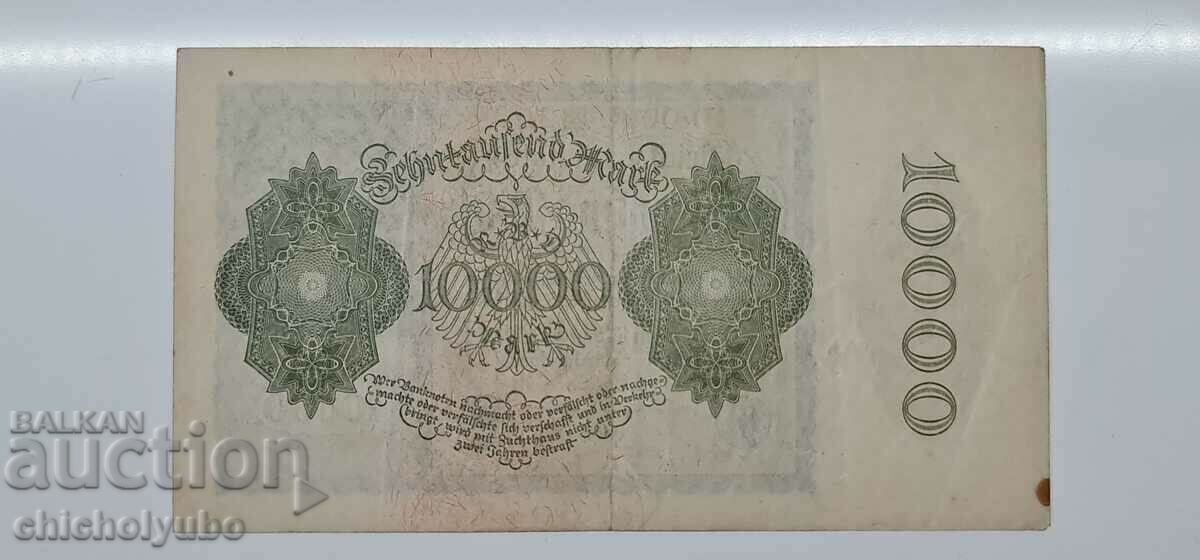 Zehntausend Mark
R B D
10000
Mark
Wer Banknoten nachmacht oder verfälscht oder nachge-
machte oder verfälschte sich verschafft und in Verkehr
bringt, wird mit Zuchthaus nicht unter
zwei Jahren bestraft
10000
BALKAN
auction
chicholyubo